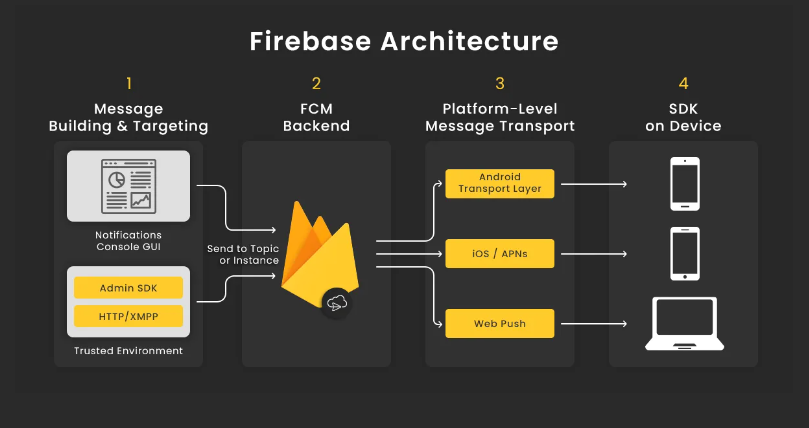 Firebase Architecture
1
Message
Building & Targeting
2
FCM
Backend
3
Platform-Level
Message Transport
4
SDK
on Device
Notifications
Console GUI
Admin SDK
HTTP/XMPP
Trusted Environment
Send to Topic
or Instance
Android
Transport Layer
iOS / APNs
Web Push